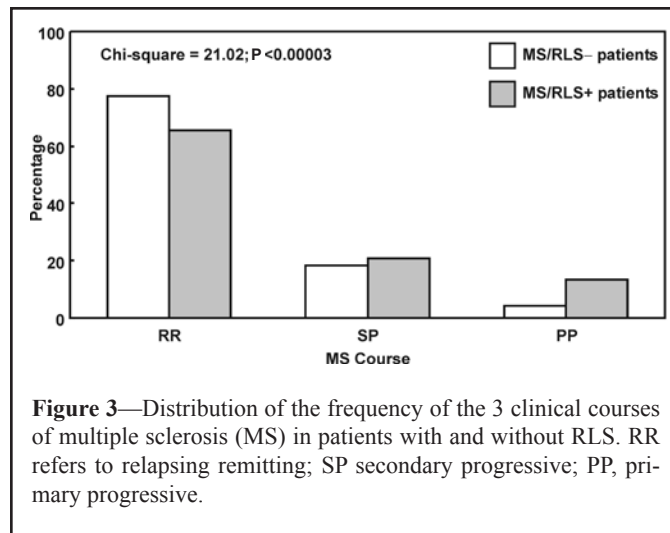 100
Chi-square = 21.02; P <0.00003
MS/RLS– patients
MS/RLS+ patients
80
60
40
20
0
Percentage
RR
SP
PP
MS Course
Figure 3—Distribution of the frequency of the 3 clinical courses
of multiple sclerosis (MS) in patients with and without RLS. RR
refers to relapsing remitting; SP secondary progressive; PP, pri-
mary progressive.